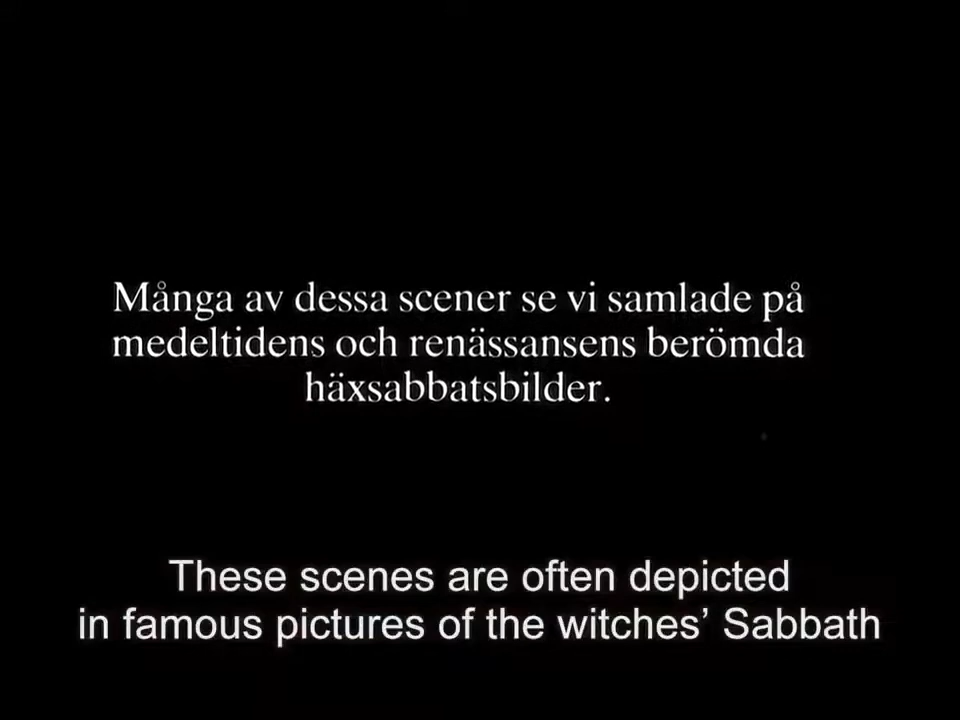 Många av dessa scener se vi samlade på
medeltidens och renässansens berömda
häxsabbatsbilder.
These scenes are often depicted
in famous pictures of the witches’ Sabbath